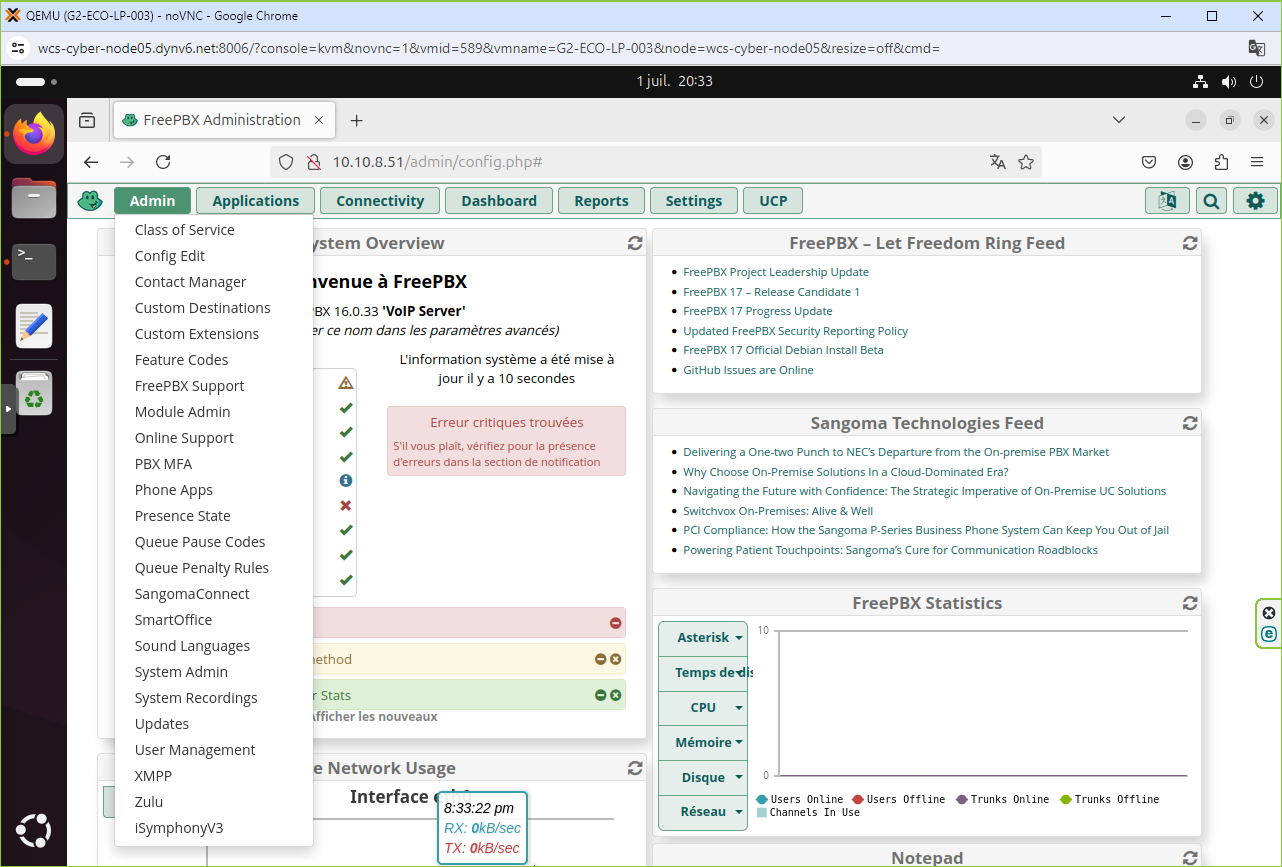 QEMU (G2-ECO-LP-003) - noVNC - Google Chrome
wcs-cyber-node05.dynv6.net:8006/?console=kvm&novnc=1&vmid=589&vmname=G2-ECO-LP-003&node=wcs-cyber-node05&resize=off&cmd=
1 juil. 20:33
FreePBX Administration
10.10.8.51/admin/config.php#
Admin
Applications
Connectivity
Dashboard
Reports
Settings
UCP
Class of Service
Config Edit
Contact Manager
Custom Destinations
Custom Extensions
Feature Codes
FreePBX Support
Module Admin
Online Support
PBX MFA
Phone Apps
Presence State
Queue Pause Codes
Queue Penalty Rules
SangomaConnect
SmartOffice
Sound Languages
System Admin
System Recordings
Updates
User Management
XMPP
Zulu
iSymphonyV3
ystem Overview
nvenue à FreePBX
BX 16.0.33 'VoIP Server'
er ce nom dans les paramètres avancés)
L'information système a été mise à
jour il y a 10 secondes
Erreur critiques trouvées
S'il vous plaît, vérifiez pour la présence
d'erreurs dans la section de notification
method
r Stats
Afficher les nouveaux
e Network Usage
Interface eth0
8:33:22 pm
RX: 0kB/sec
TX: 0kB/sec
FreePBX – Let Freedom Ring Feed
FreePBX Project Leadership Update
FreePBX 17 – Release Candidate 1
FreePBX 17 Progress Update
Updated FreePBX Security Reporting Policy
FreePBX 17 Official Debian Install Beta
GitHub Issues are Online
Sangoma Technologies Feed
Delivering a One-two Punch to NEC's Departure from the On-premise PBX Market
Why Choose On-Premise Solutions In a Cloud-Dominated Era?
Navigating the Future with Confidence: The Strategic Imperative of On-Premise UC Solutions
Switchvox On-Premises: Alive & Well
PCI Compliance: How the Sangoma P-Series Business Phone System Can Keep You Out of Jail
Powering Patient Touchpoints: Sangoma's Cure for Communication Roadblocks
FreePBX Statistics
Asterisk
Temps de dis
CPU
Mémoire
Disque
Réseau
10
0
Users Online Users Offline Trunks Online Trunks Offline
Channels In Use
Notepad